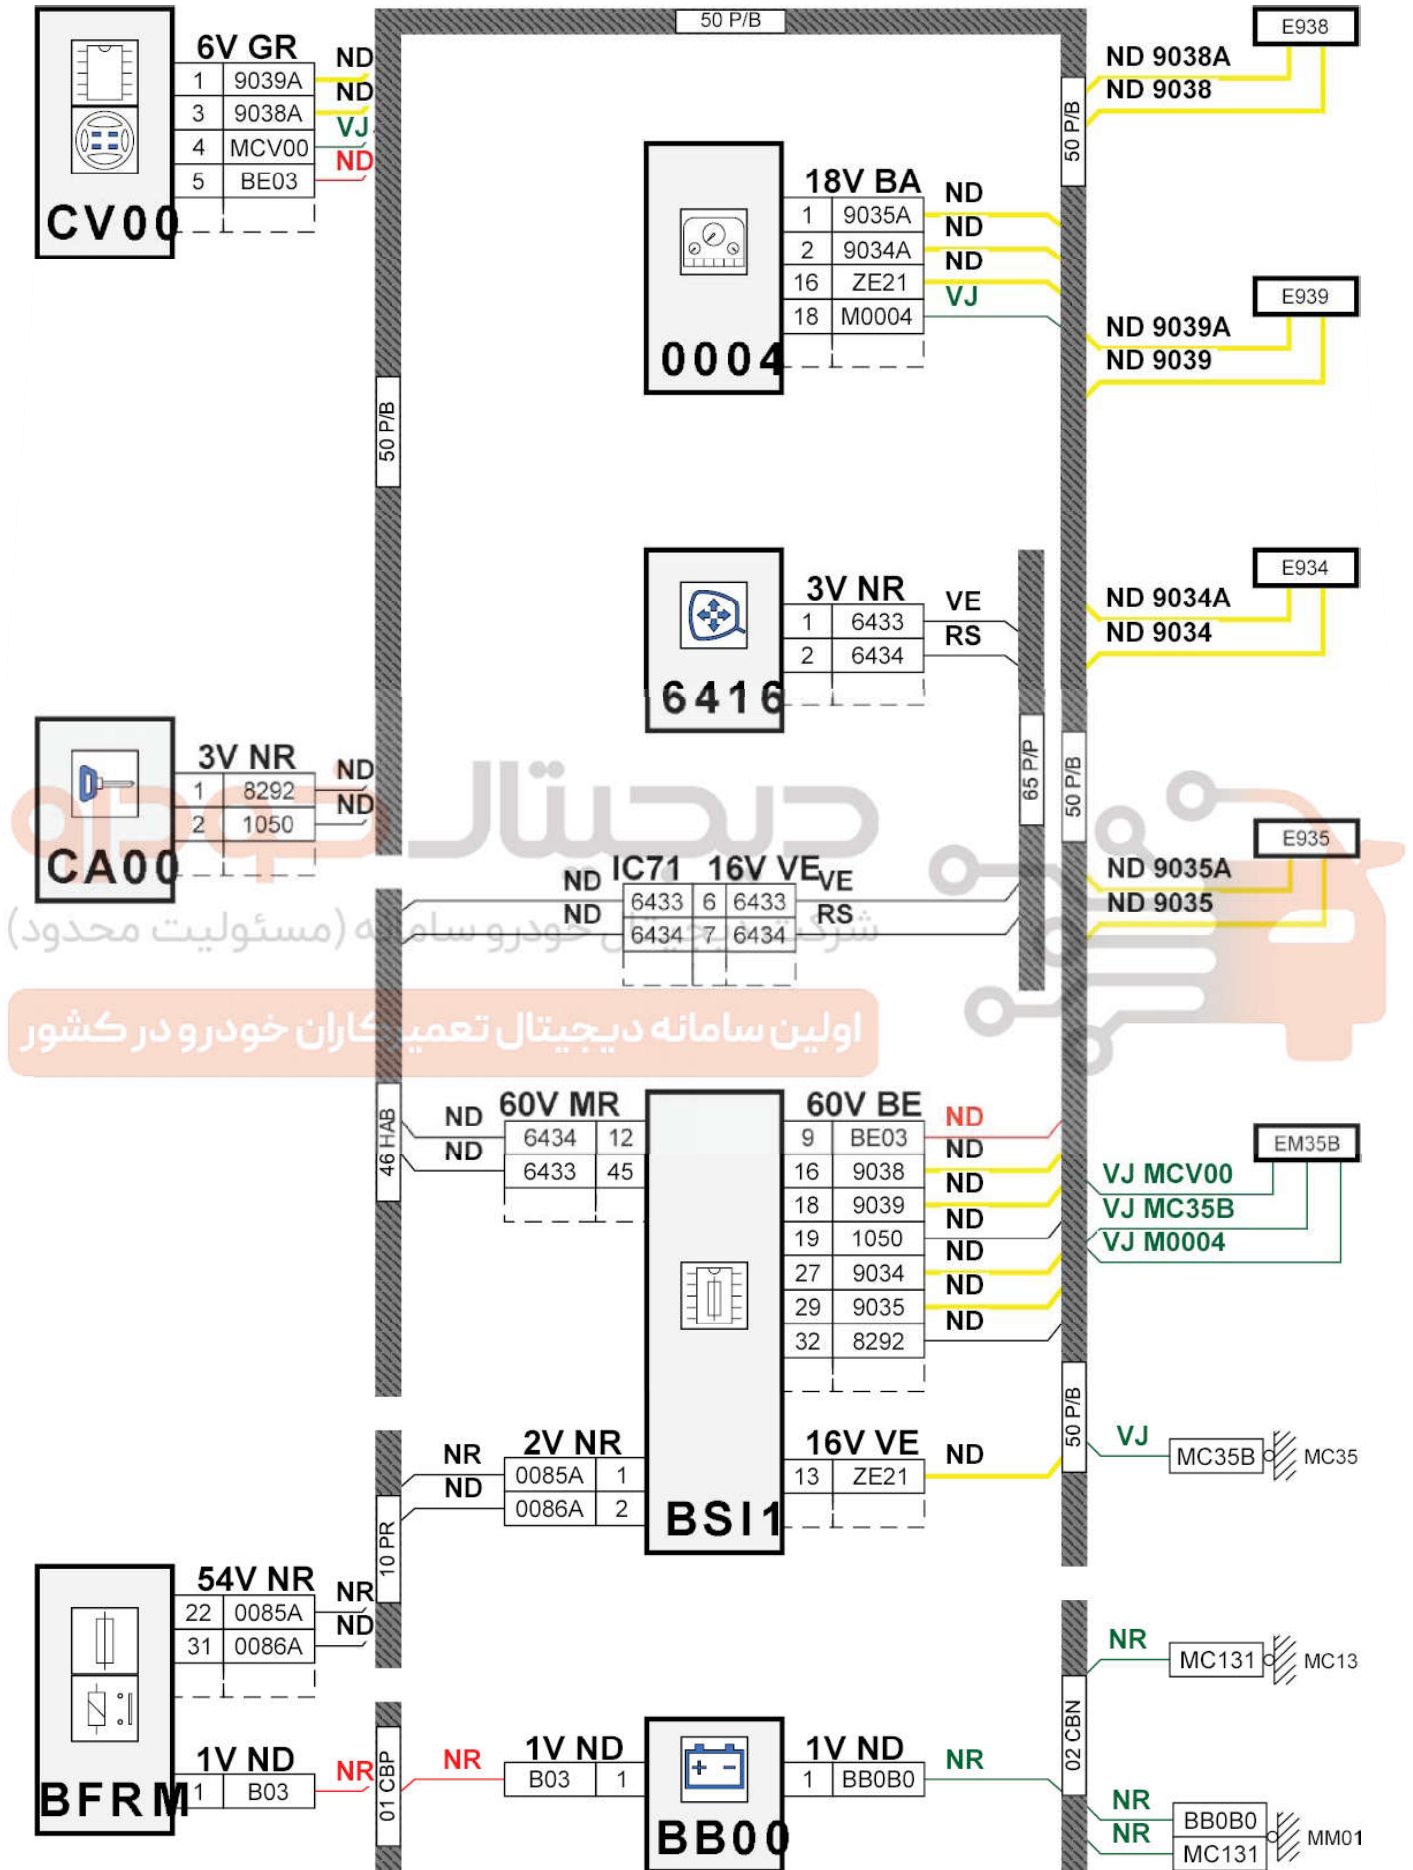 50 P/B
E938
6V GR
ND
1 9039A
ND
3 9038A
VJ
4 MCV00
ND
5 BE03
CV00
ND 9038A
ND 9038
50 P/B
18V BA
ND
1 9035A
ND
2 9034A
ND
16 ZE21
VJ
18 M0004
0004
E939
ND 9039A
ND 9039
50 P/B
E934
3V NR
VE
1 6433
RS
2 6434
6416
ND 9034A
ND 9034
65 P/P
50 P/B
3V NR
ND
1 8292
ND
2 1050
CA00
دیجیتال خودرو
E935
ND 9035A
ND 9035
IC71 16V VE
ND 6433 6 6433 VE
ND 6434 7 6434 RS
شرکت دیجیتال خودرو سامانه (مسئولیت محدود)
اولین سامانه دیجیتال تعمیرکاران خودرو در کشور
46 HAB
60V MR
ND 6434 12
ND 6433 45
60V BE
9 BE03 ND
16 9038 ND
18 9039 ND
19 1050 ND
27 9034 ND
29 9035 ND
32 8292 ND
EM35B
VJ MCV00
VJ MC35B
VJ M0004
50 P/B
2V NR
NR 0085A 1
ND 0086A 2
16V VE
13 ZE21 ND
BSI1
VJ MC35B MC35
10 PR
54V NR
22 0085A NR
31 0086A ND
1V ND
1 B03 NR
BFRM
01 CBP
1V ND
NR B03 1
1V ND
1 BB0B0 NR
BB00
02 CBN
NR MC131 MC13
NR BB0B0
NR MC131
MM01